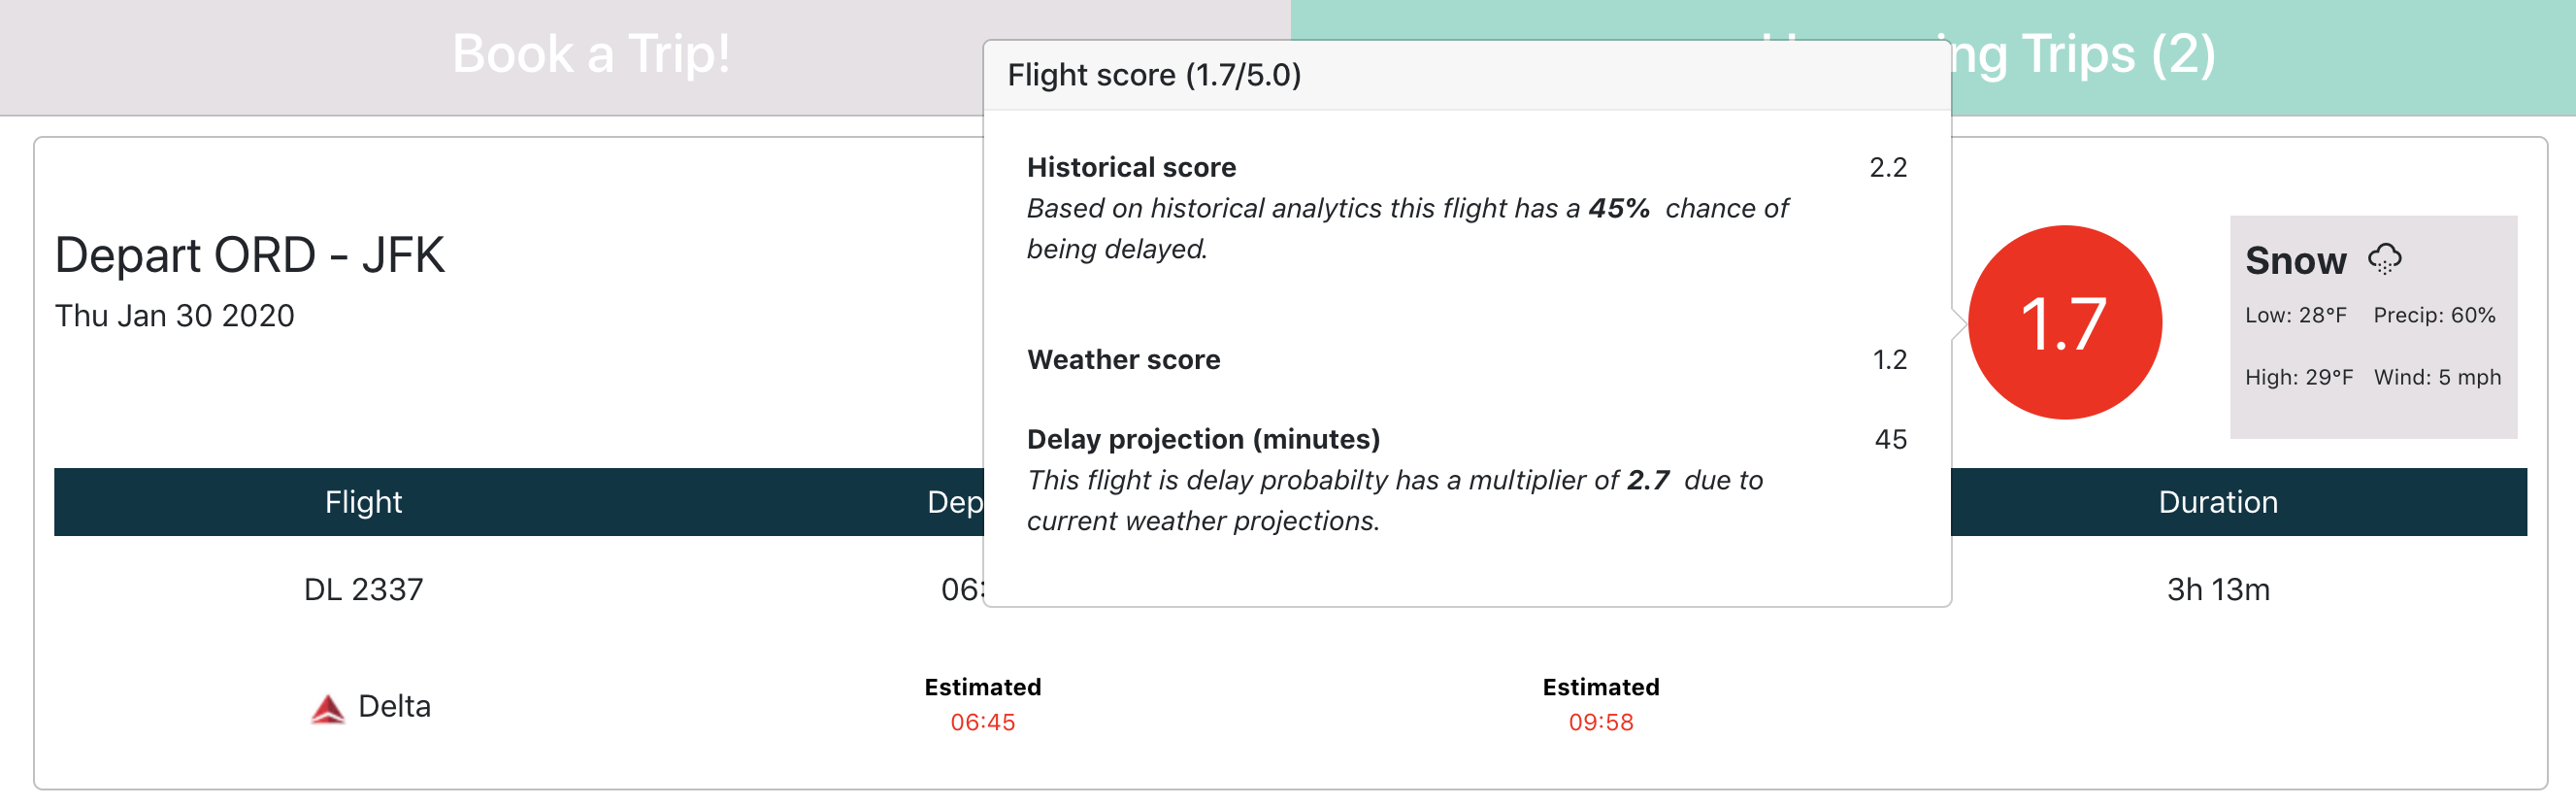 Book a Trip!
ng Trips (2)
Flight score (1.7/5.0)
Historical score 2.2
Based on historical analytics this flight has a 45% chance of
being delayed.
Weather score 1.2
Delay projection (minutes) 45
This flight is delay probabilty has a multiplier of 2.7 due to
current weather projections.
Depart ORD - JFK
Thu Jan 30 2020
1.7
Snow
Low: 28°F Precip: 60%
High: 29°F Wind: 5 mph
Flight Dep Duration
DL 2337 06: 3h 13m
Delta
Estimated Estimated
06:45 09:58